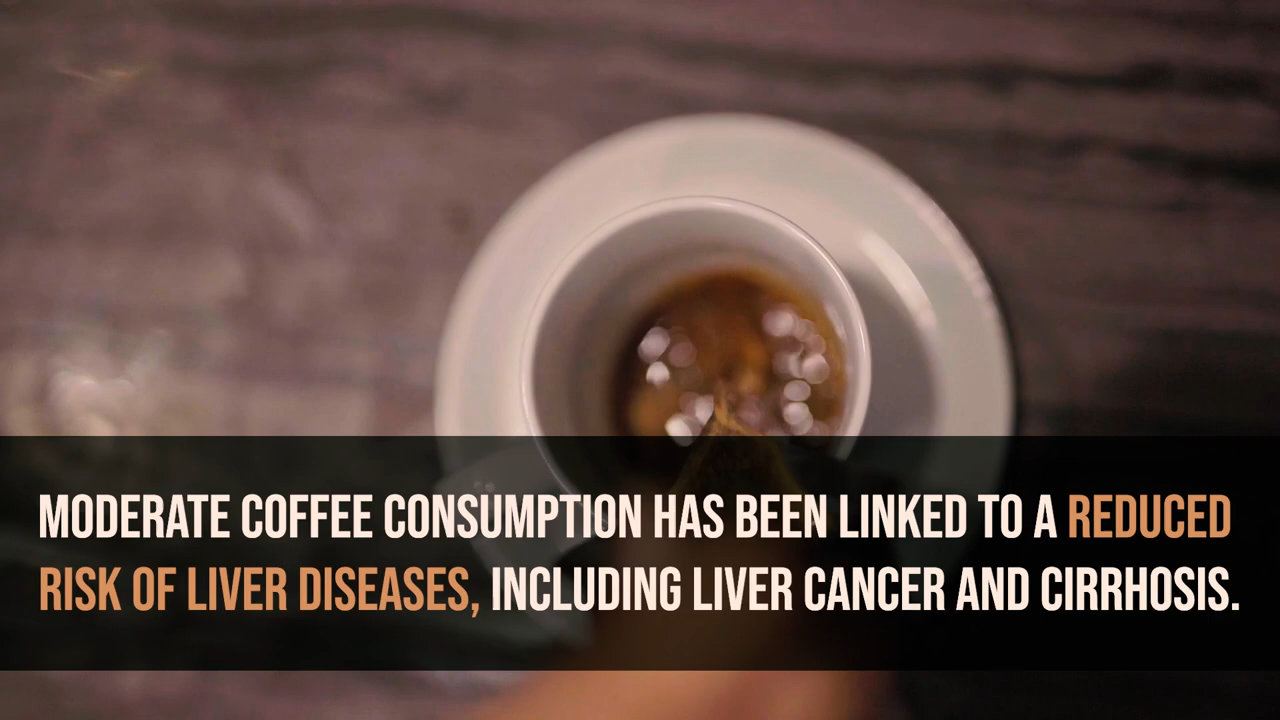 MODERATE COFFEE CONSUMPTION HAS BEEN LINKED TO A REDUCED
RISK OF LIVER DISEASES, INCLUDING LIVER CANCER AND CIRRHOSIS.